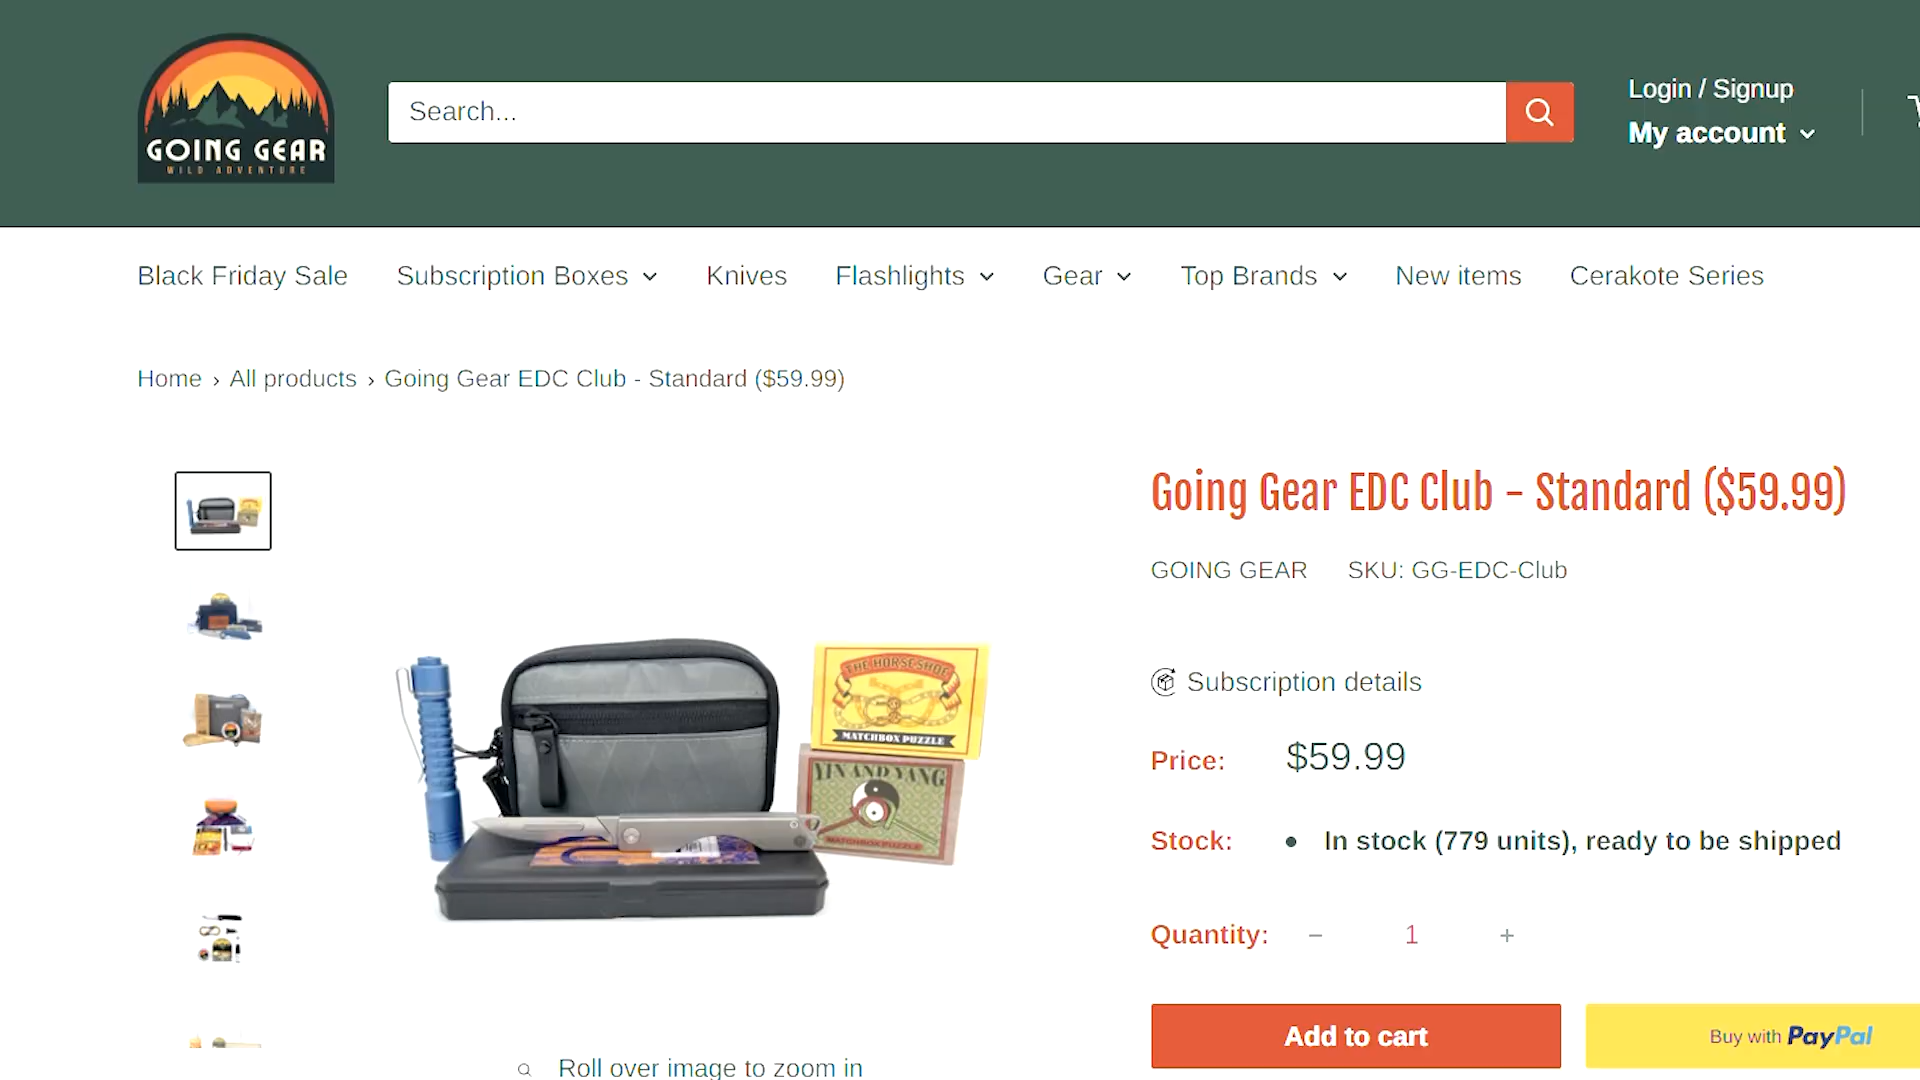 GOING GEAR
WILD ADVENTURE
Search...
Login / Signup
My account
Black Friday Sale
Subscription Boxes
Knives
Flashlights
Gear
Top Brands
New items
Cerakote Series
Home › All products › Going Gear EDC Club - Standard ($59.99)
Going Gear EDC Club - Standard ($59.99)
GOING GEAR
SKU: GG-EDC-Club
Subscription details
Price: $59.99
Stock: • In stock (779 units), ready to be shipped
Quantity: − 1 +
Add to cart
Buy with PayPal
THE HORSESHOE
MATCHBOX PUZZLE
YIN AND YANG
MATCHBOX PUZZLE
Roll over image to zoom in